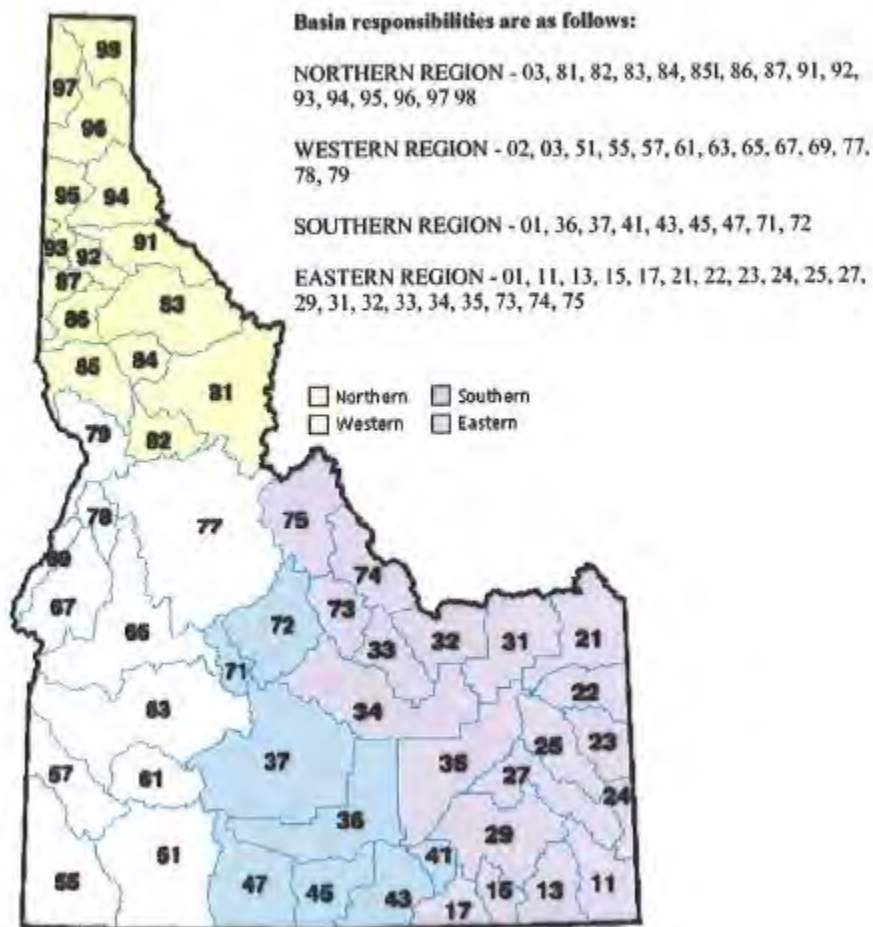 Basin responsibilities are as follows:
NORTHERN REGION - 03, 81, 82, 83, 84, 85I, 86, 87, 91, 92,
93, 94, 95, 96, 97 98
WESTERN REGION - 02, 03, 51, 55, 57, 61, 63, 65, 67, 69, 77,
78, 79
SOUTHERN REGION - 01, 36, 37, 41, 43, 45, 47, 71, 72
EASTERN REGION - 01, 11, 13, 15, 17, 21, 22, 23, 24, 25, 27,
29, 31, 32, 33, 34, 35, 73, 74, 75
Northern Southern
Western Eastern
98
97
96
95 94
93 92 91
87
86 83
85 84
81
79 82
78 77 75
69 74
67 65 72 73 32 31 21
33
71 22
63 34
37 35 25 23
57 61 27
24
36
51 29
41
55 47 45 43 17 15 13 11